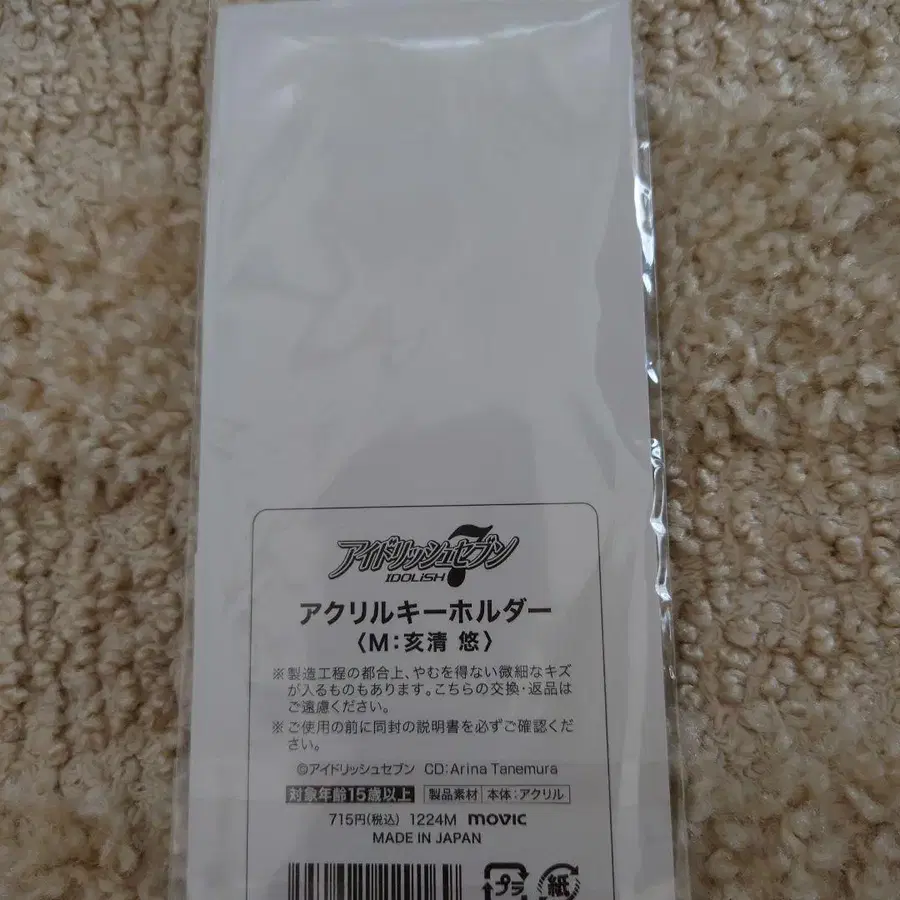 アイドリッシュセブン
7
IDOLiSH
アクリルキーホルダー
〈M:亥清 悠〉
※製造工程の都合上、やむを得ない微細なキズ
が入るものもあります。こちらの交換・返品は
ご遠慮ください。
※ご使用の前に同封の説明書を必ずご確認くだ
さい。
©アイドリッシュセブン CD:Arina Tanemura
対象年齢15歳以上 製品素材 本体:アクリル
715円(税込) 1224M movic
MADE IN JAPAN
プラ 紙